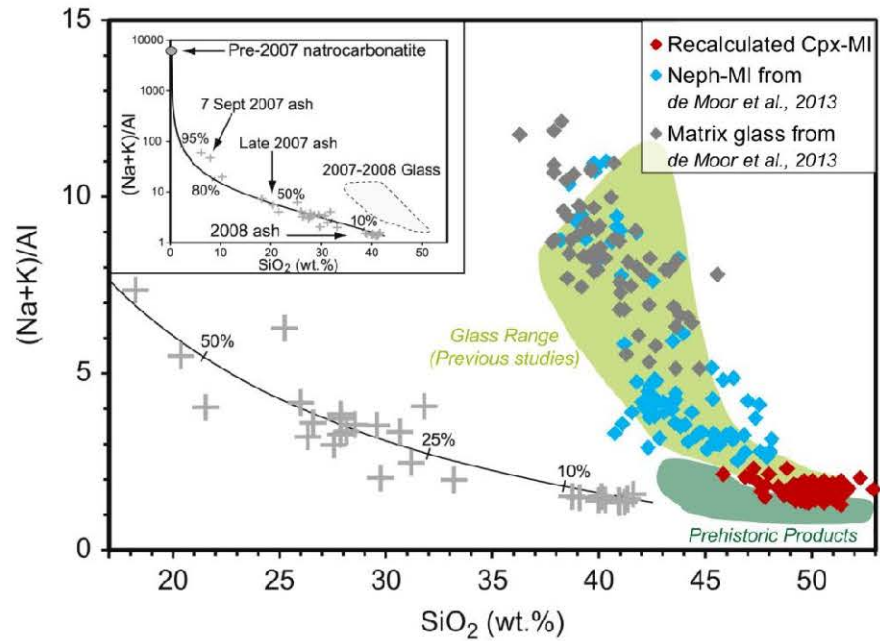 15
10
5
0
(Na+K)/Al
20
25
30
35
40
45
50
SiO₂ (wt.%)
10000
1000
100
10
1
(Na+K)/Al
0
10
20
30
40
50
SiO₂ (wt.%)
Pre-2007 natrocarbonatite
7 Sept 2007 ash
95%
Late 2007 ash
80%
50%
2007-2008 Glass
10%
2008 ash
Recalculated Cpx-MI
Neph-MI from
de Moor et al., 2013
Matrix glass from
de Moor et al., 2013
Glass Range
(Previous studies)
50%
25%
10%
Prehistoric Products